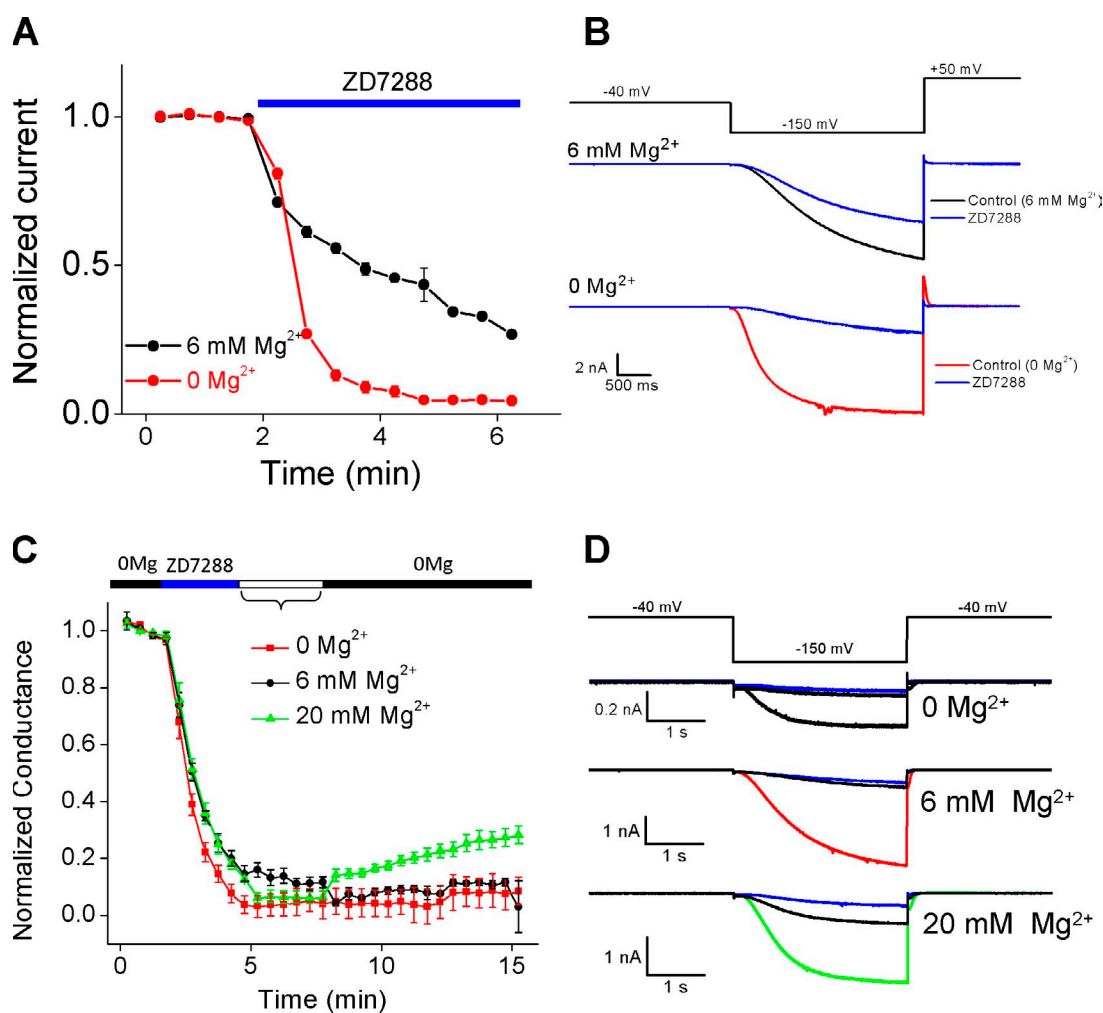 A
ZD7288
1.0
0.5
0.0
Normalized current
6 mM Mg²⁺
0 Mg²⁺
0 2 4 6
Time (min)
B
+50 mV
-40 mV
-150 mV
6 mM Mg²⁺
Control (6 mM Mg²⁺)
ZD7288
0 Mg²⁺
2 nA
500 ms
Control (0 Mg²⁺)
ZD7288
C
0Mg ZD7288 0Mg
1.0
0.8
0.6
0.4
0.2
0.0
Normalized Conductance
0 Mg²⁺
6 mM Mg²⁺
20 mM Mg²⁺
0 5 10 15
Time (min)
D
-40 mV -40 mV
-150 mV
0.2 nA
1 s
0 Mg²⁺
1 nA
1 s
6 mM Mg²⁺
1 nA
1 s
20 mM Mg²⁺